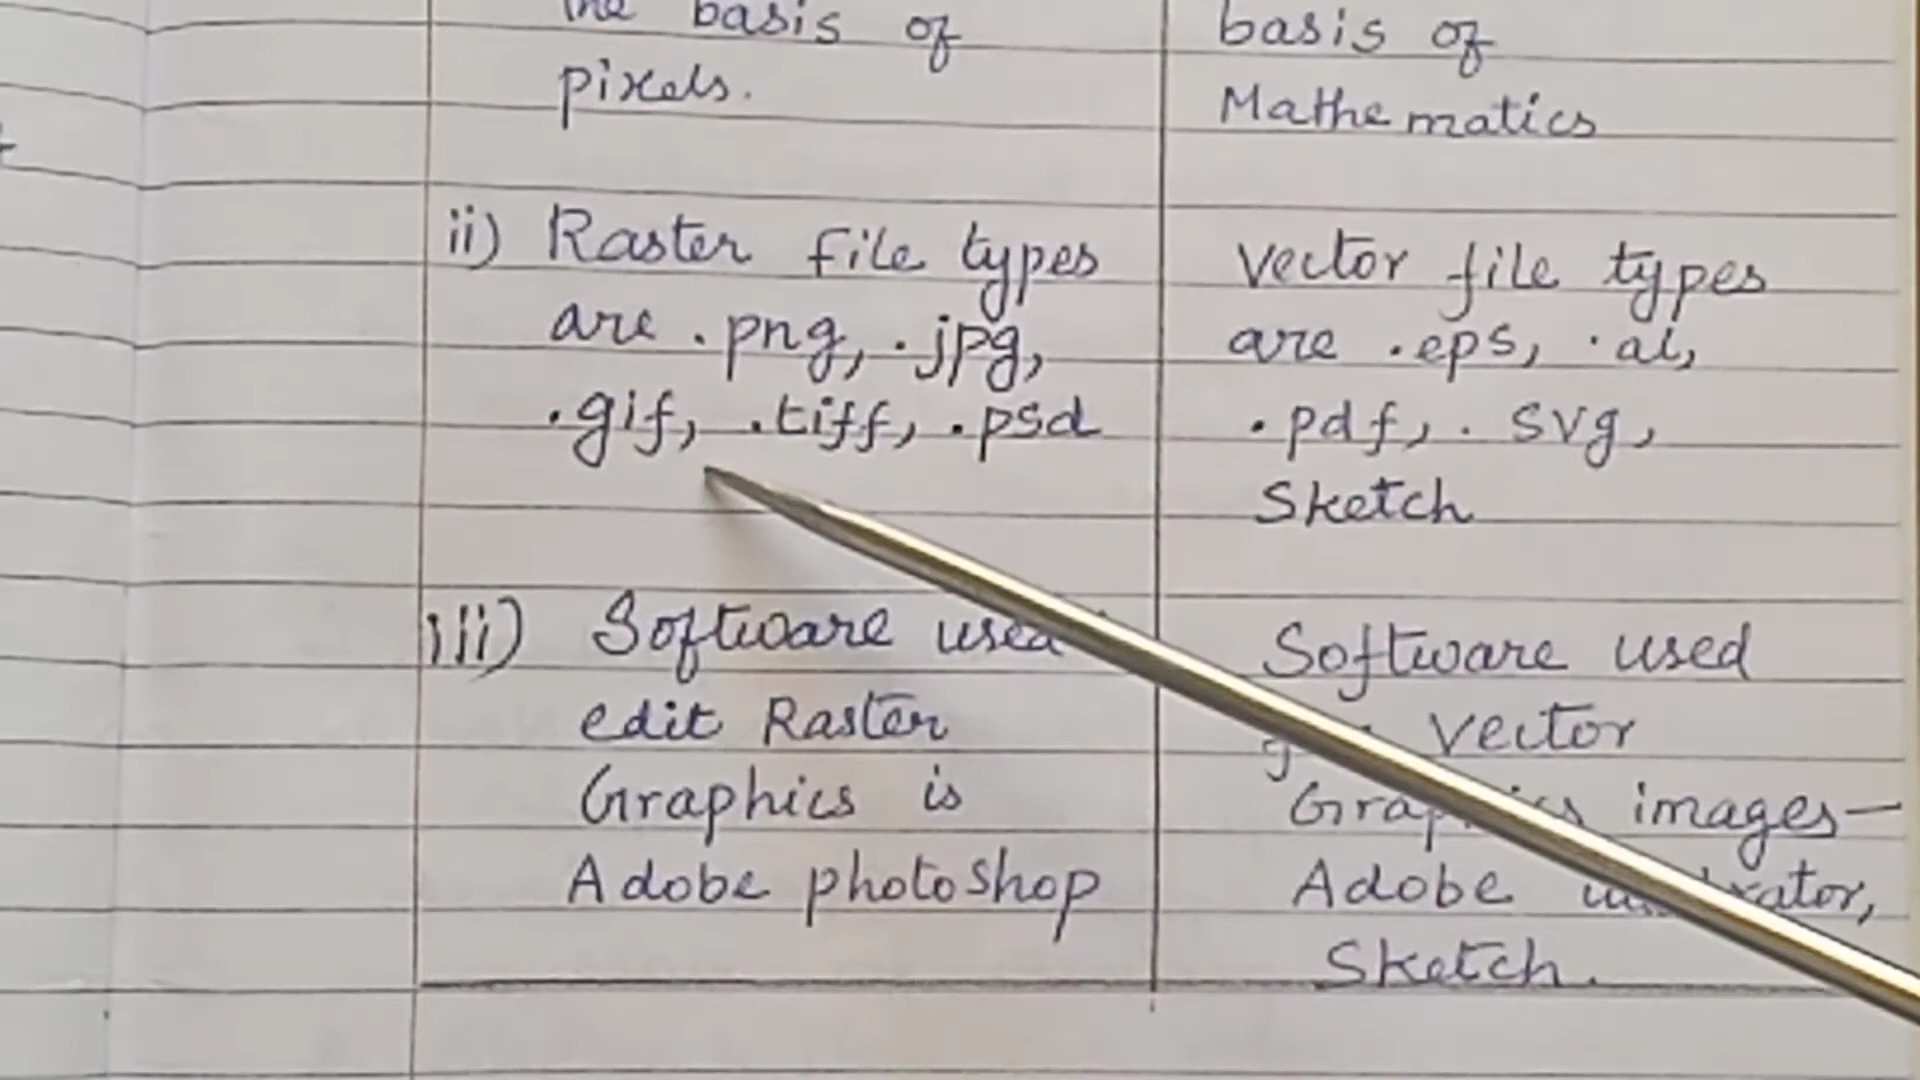 the basis of
pixels.
ii) Raster file types
are .png, .jpg,
.gif, .tiff, .psd
iii) Software used
edit Raster
Graphics is
Adobe photoshop
basis of
Mathematics
Vector file types
are .eps, .ai,
.pdf, .svg,
Sketch
Software used
Vector
Graphics images-
Adobe
Sketch.